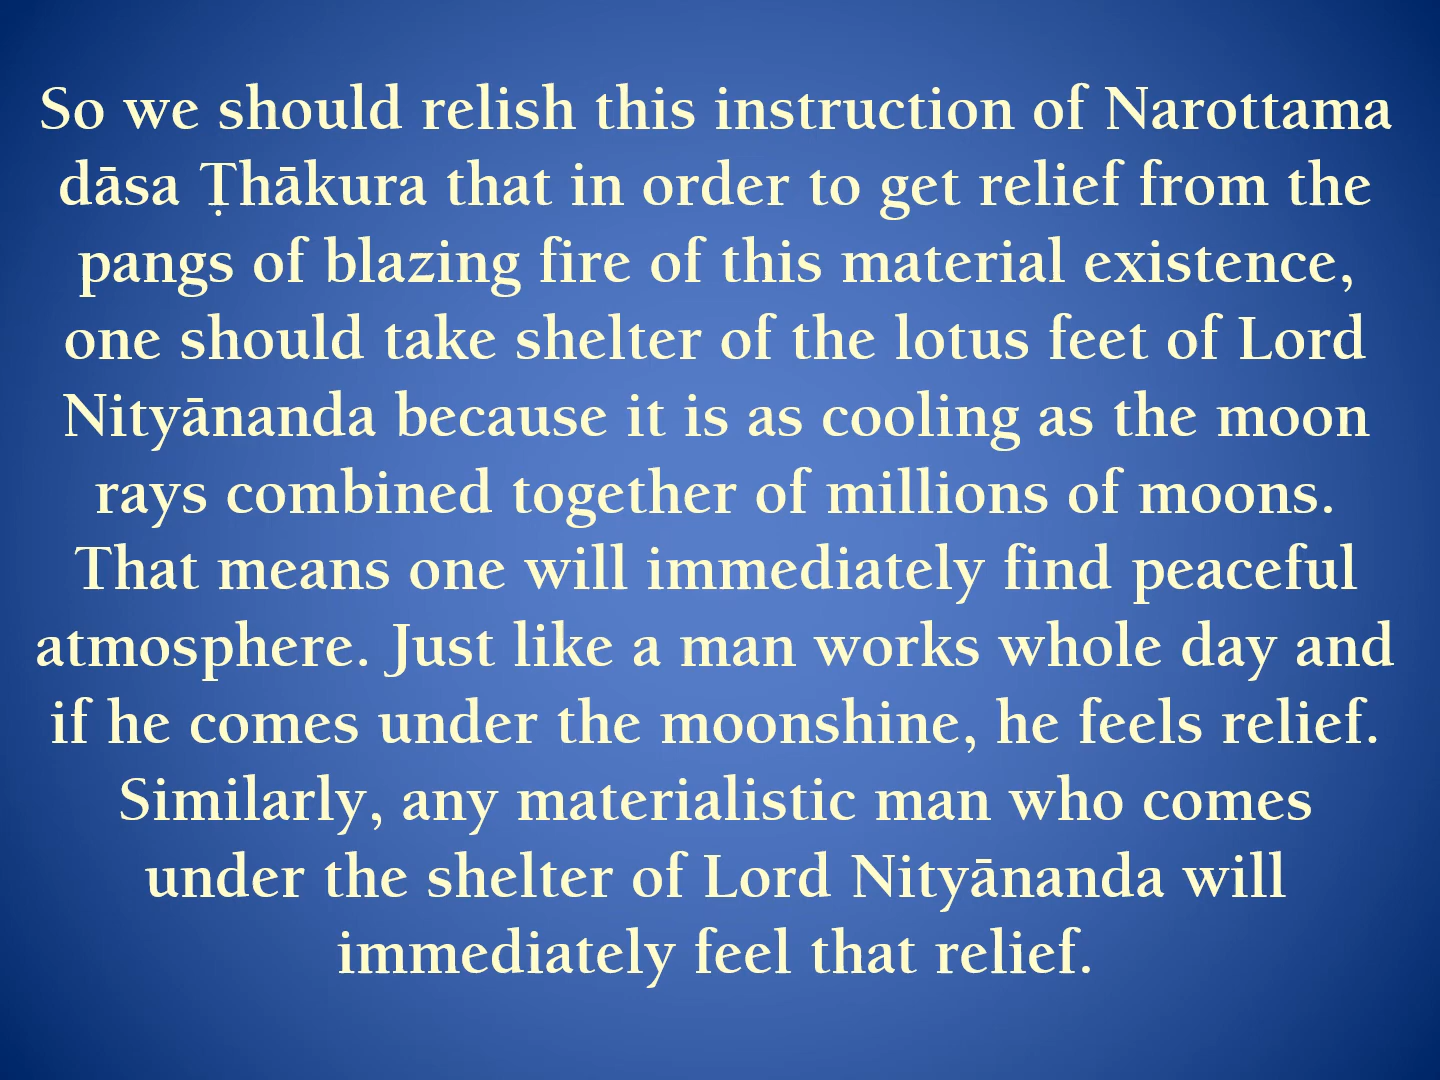 So we should relish this instruction of Narottama
dāsa Ṭhākura that in order to get relief from the
pangs of blazing fire of this material existence,
one should take shelter of the lotus feet of Lord
Nityānanda because it is as cooling as the moon
rays combined together of millions of moons.
That means one will immediately find peaceful
atmosphere. Just like a man works whole day and
if he comes under the moonshine, he feels relief.
Similarly, any materialistic man who comes
under the shelter of Lord Nityānanda will
immediately feel that relief.